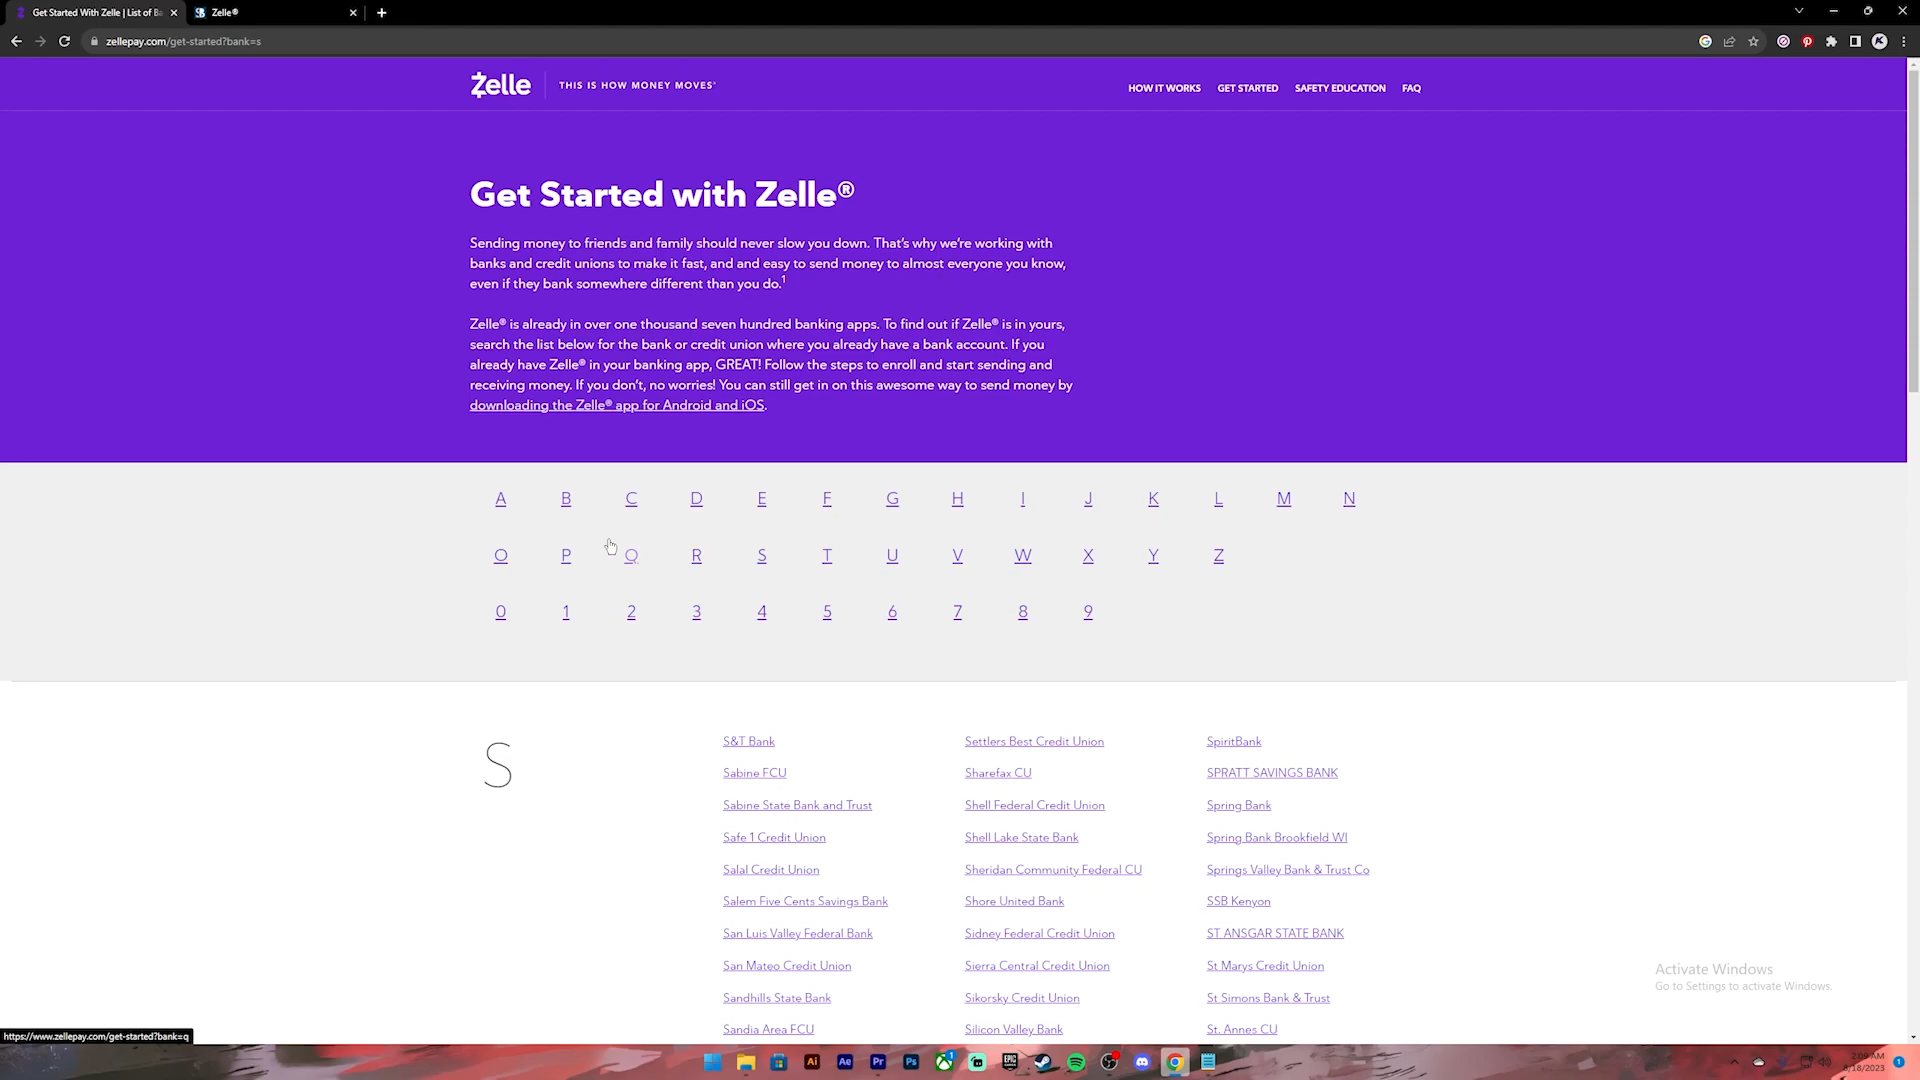 Get Started With Zelle | List of Ba
Zelle®
zellepay.com/get-started?bank=s
Zelle
THIS IS HOW MONEY MOVES®
HOW IT WORKS GET STARTED SAFETY EDUCATION FAQ
Get Started with Zelle®
Sending money to friends and family should never slow you down. That's why we're working with
banks and credit unions to make it fast, and and easy to send money to almost everyone you know,
even if they bank somewhere different than you do.1
Zelle® is already in over one thousand seven hundred banking apps. To find out if Zelle® is in yours,
search the list below for the bank or credit union where you already have a bank account. If you
already have Zelle® in your banking app, GREAT! Follow the steps to enroll and start sending and
receiving money. If you don't, no worries! You can still get in on this awesome way to send money by
downloading the Zelle® app for Android and iOS.
A B C D E F G H I J K L M N
O P Q R S T U V W X Y Z
0 1 2 3 4 5 6 7 8 9
S
S&T Bank
Sabine FCU
Sabine State Bank and Trust
Safe 1 Credit Union
Salal Credit Union
Salem Five Cents Savings Bank
San Luis Valley Federal Bank
San Mateo Credit Union
Sandhills State Bank
Sandia Area FCU
Settlers Best Credit Union
Sharefax CU
Shell Federal Credit Union
Shell Lake State Bank
Sheridan Community Federal CU
Shore United Bank
Sidney Federal Credit Union
Sierra Central Credit Union
Sikorsky Credit Union
Silicon Valley Bank
SpiritBank
SPRATT SAVINGS BANK
Spring Bank
Spring Bank Brookfield WI
Springs Valley Bank & Trust Co
SSB Kenyon
ST ANSGAR STATE BANK
St Marys Credit Union
St Simons Bank & Trust
St. Annes CU
Activate Windows
Go to Settings to activate Windows.
https://www.zellepay.com/get-started?bank=q
Ai Ae Pr Ps
EPIC
2:09 AM
8/18/2023